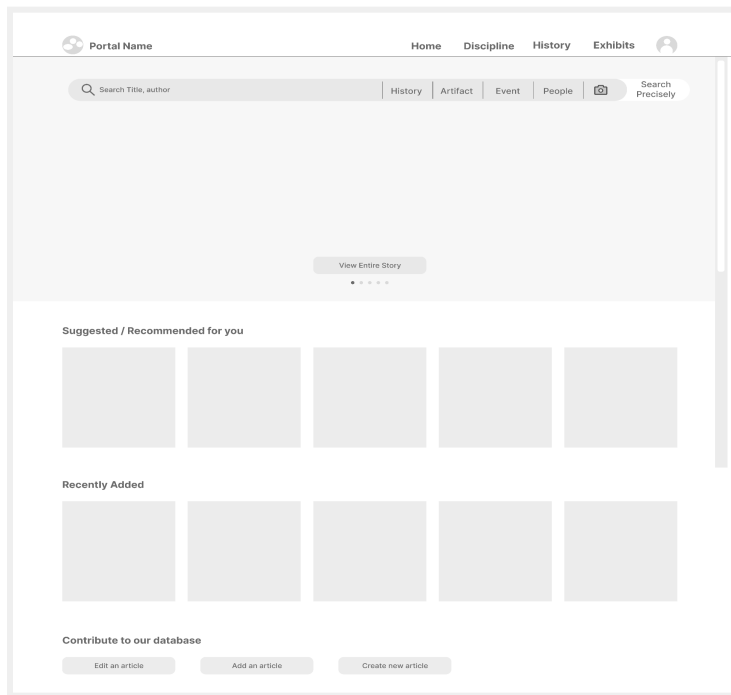 Portal Name
Home Discipline History Exhibits
Search Title, author
History Artifact Event People
Search
Precisely
View Entire Story
Suggested / Recommended for you
Recently Added
Contribute to our database
Edit an article Add an article Create new article